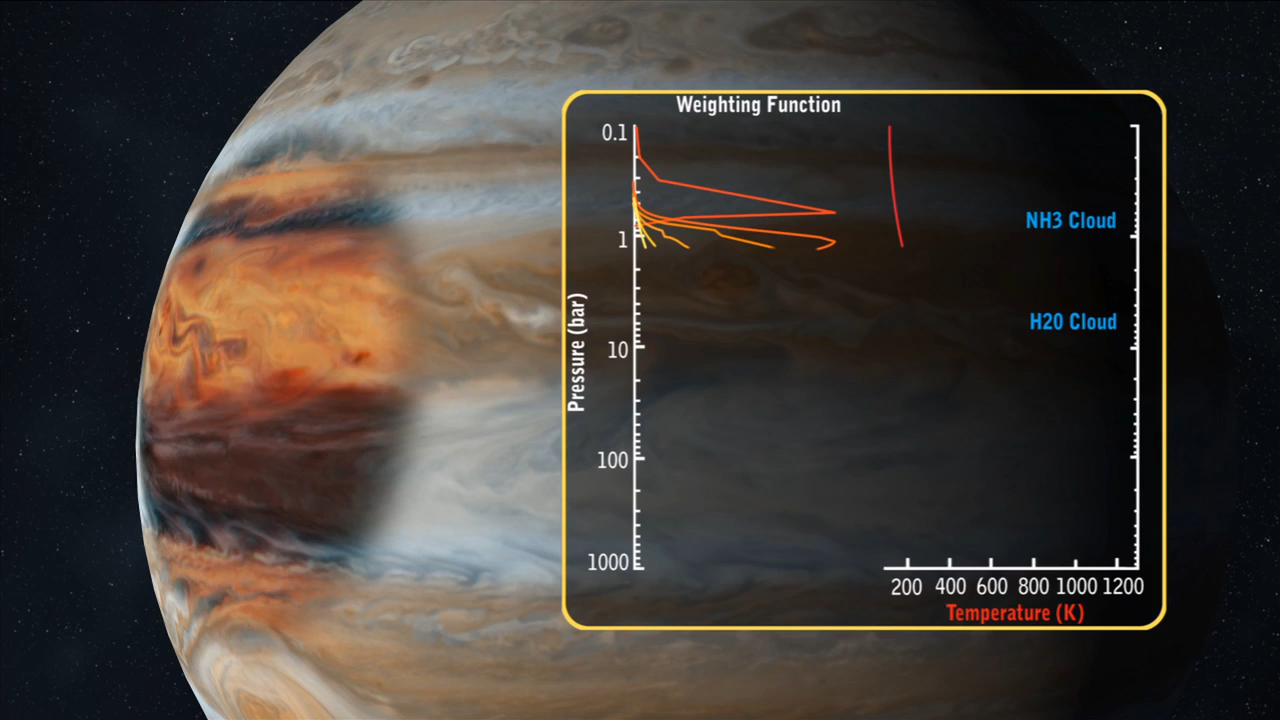 Weighting Function
0.1
1
10
100
1000
Pressure (bar)
NH3 Cloud
H20 Cloud
200 400 600 800 1000 1200
Temperature (K)